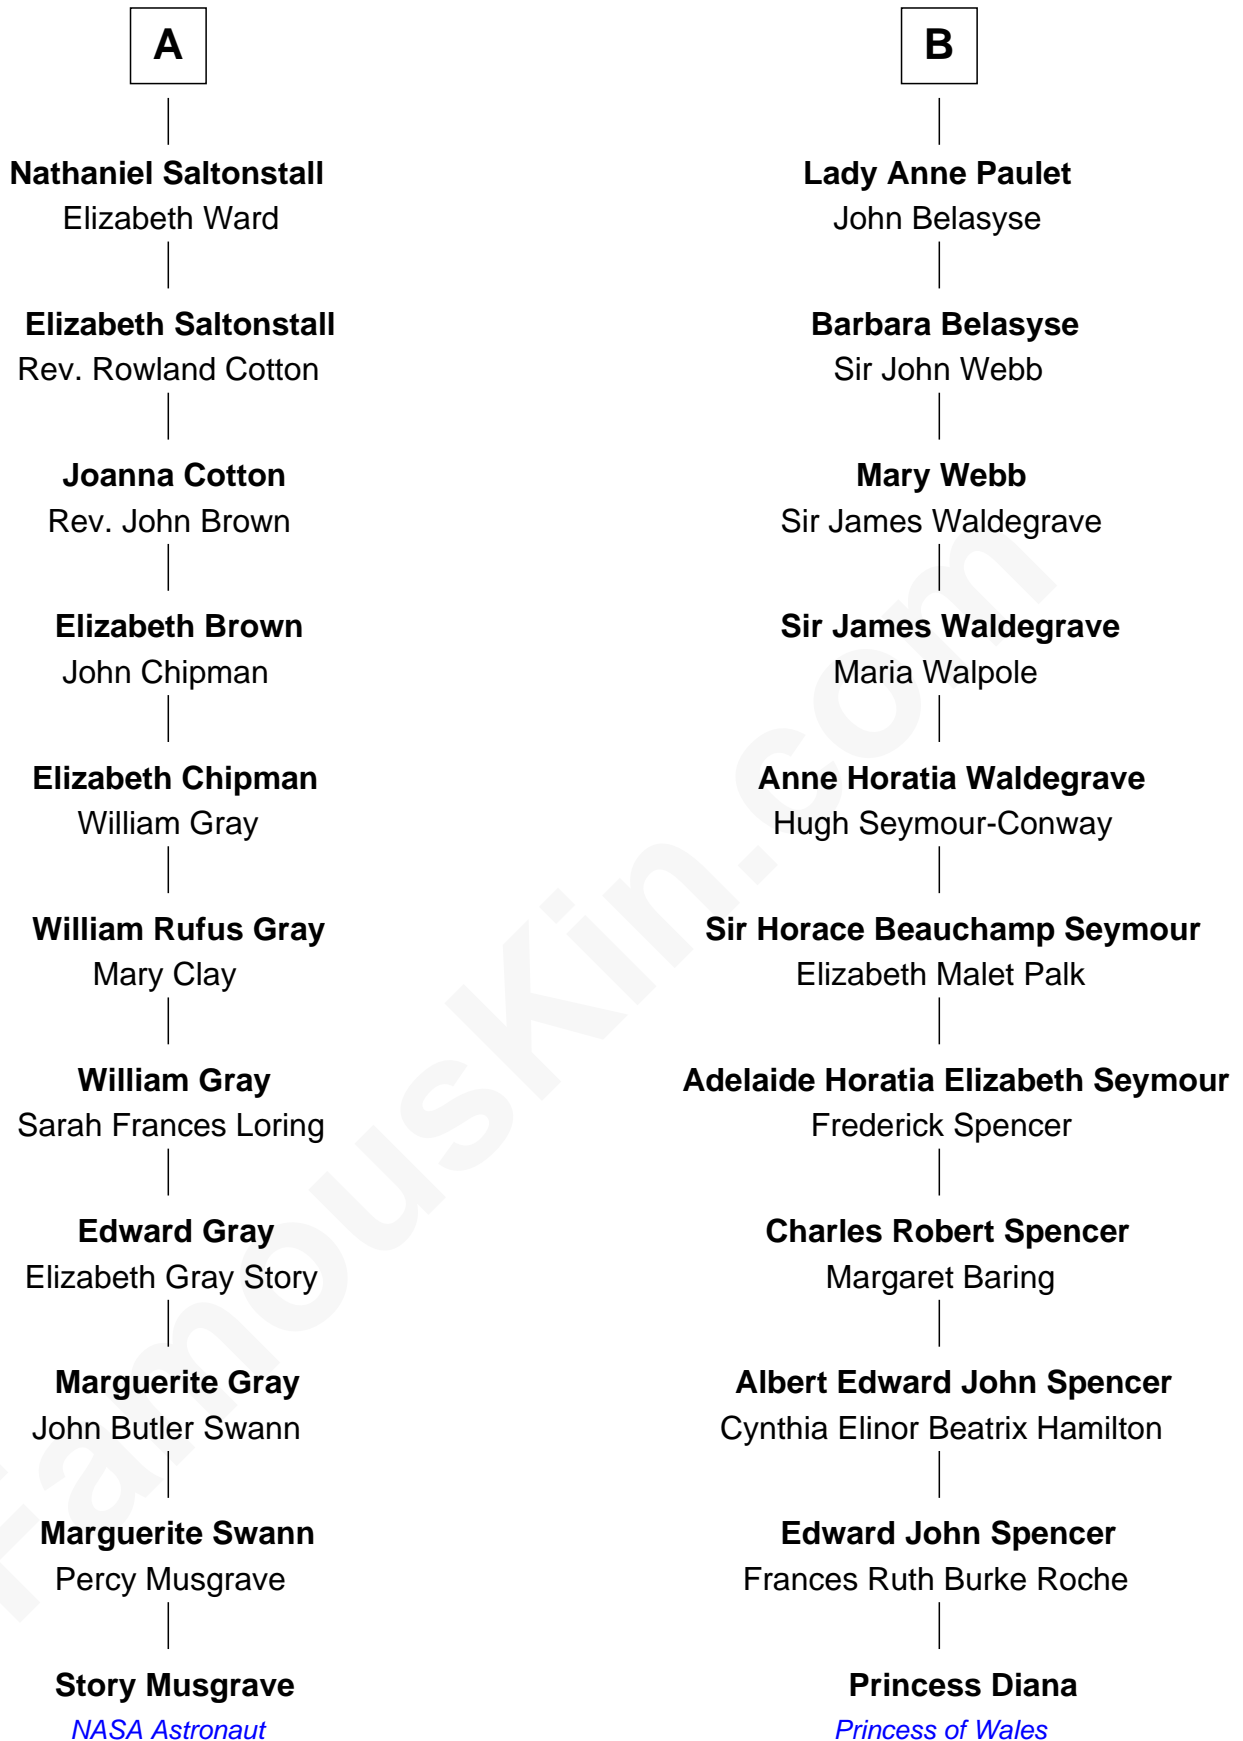 A
Nathaniel Saltonstall
Elizabeth Ward
Elizabeth Saltonstall
Rev. Rowland Cotton
Joanna Cotton
Rev. John Brown
Elizabeth Brown
John Chipman
Elizabeth Chipman
William Gray
William Rufus Gray
Mary Clay
William Gray
Sarah Frances Loring
Edward Gray
Elizabeth Gray Story
Marguerite Gray
John Butler Swann
Marguerite Swann
Percy Musgrave
Story Musgrave
NASA Astronaut
B
Lady Anne Paulet
John Belasyse
Barbara Belasyse
Sir John Webb
Mary Webb
Sir James Waldegrave
Sir James Waldegrave
Maria Walpole
Anne Horatia Waldegrave
Hugh Seymour-Conway
Sir Horace Beauchamp Seymour
Elizabeth Malet Palk
Adelaide Horatia Elizabeth Seymour
Frederick Spencer
Charles Robert Spencer
Margaret Baring
Albert Edward John Spencer
Cynthia Elinor Beatrix Hamilton
Edward John Spencer
Frances Ruth Burke Roche
Princess Diana
Princess of Wales
FamousKin.com